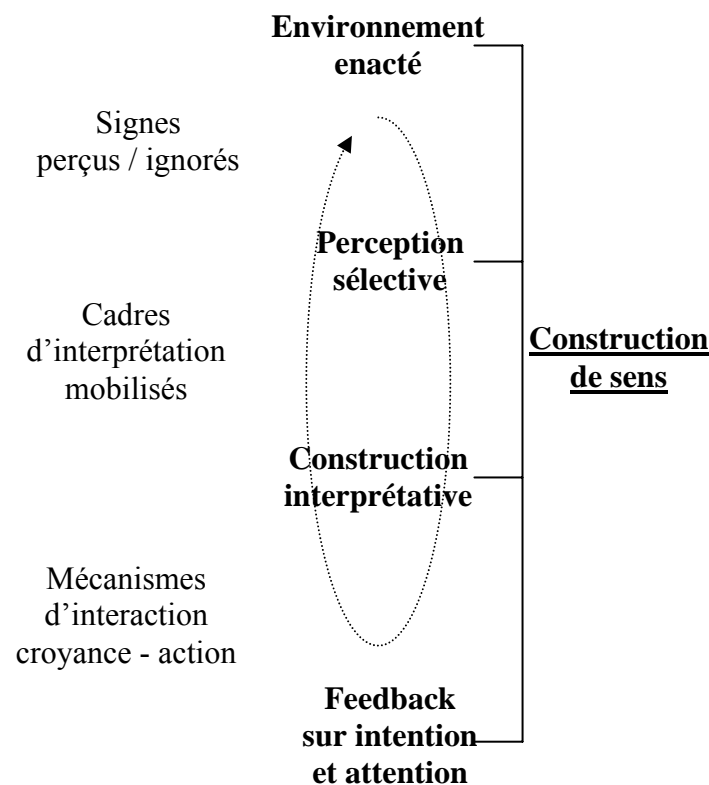 Environnement
enacté
Signes
perçus / ignorés
Perception
sélective
Cadres
d'interprétation
mobilisés
Construction
de sens
Construction
interprétative
Mécanismes
d'interaction
croyance - action
Feedback
sur intention
et attention